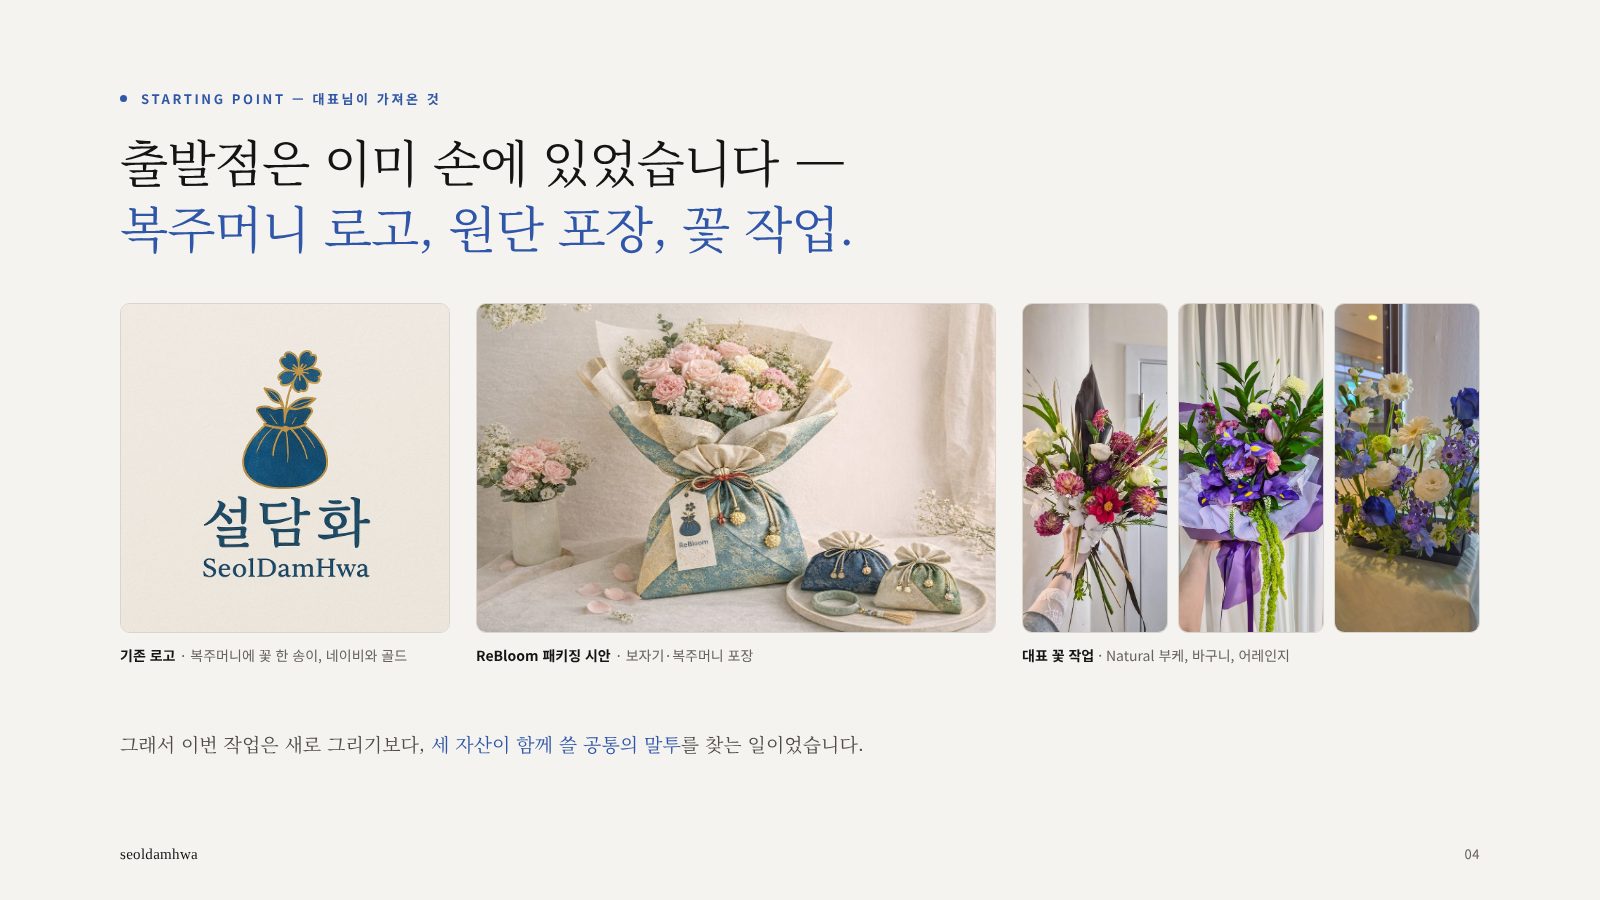 STARTING POINT — 대표님이 가져온 것
출발점은 이미 손에 있었습니다 —
복주머니 로고, 원단 포장, 꽃 작업.
설담화
SeolDamHwa
ReBloom
기존 로고 · 복주머니에 꽃 한 송이, 네이비와 골드
ReBloom 패키징 시안 · 보자기·복주머니 포장
대표 꽃 작업 · Natural 부케, 바구니, 어레인지
그래서 이번 작업은 새로 그리기보다, 세 자산이 함께 쓸 공통의 말투를 찾는 일이었습니다.
seoldamhwa
04